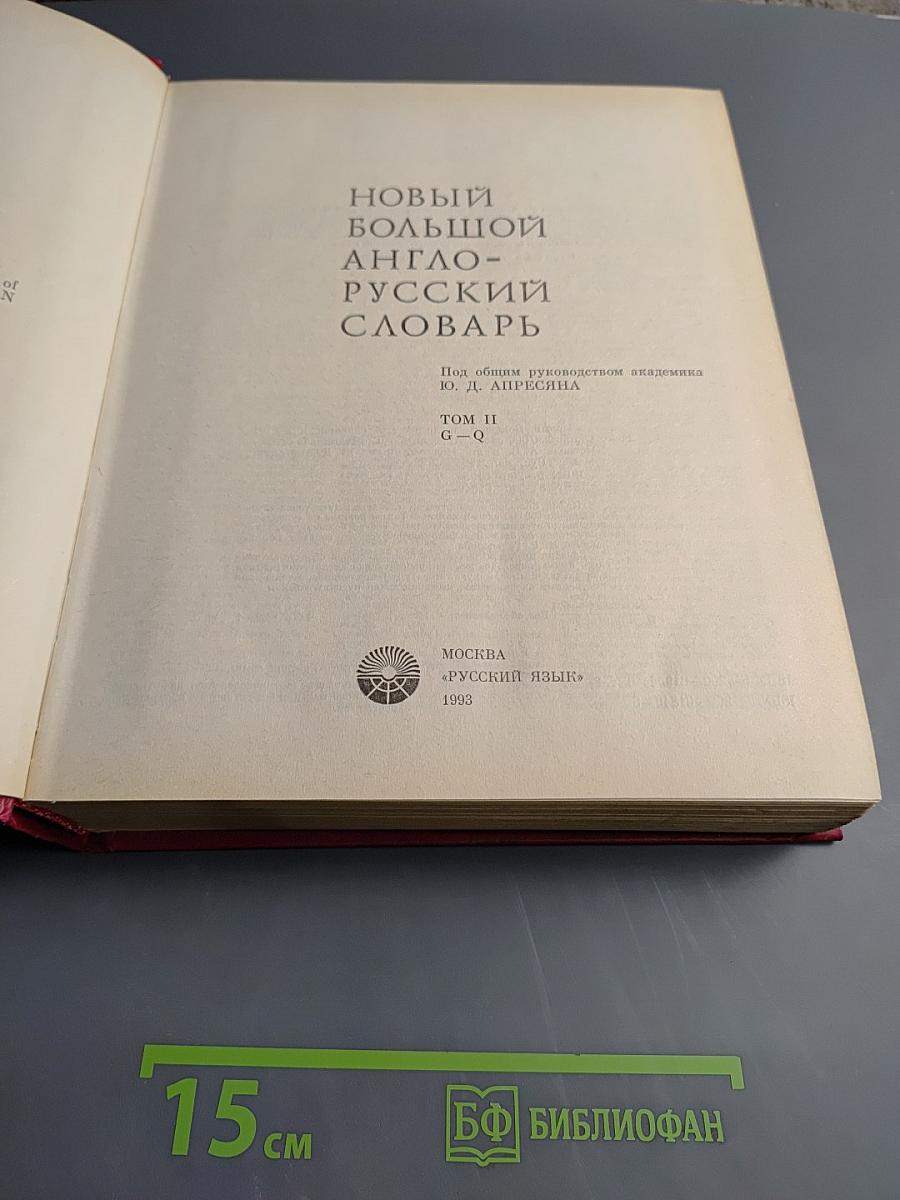 НОВЫЙ
БОЛЬШОЙ
АНГЛО-
РУССКИЙ
СЛОВАРЬ
Под общим руководством академика
Ю. Д. АПРЕСЯНА
ТОМ II
G — Q
МОСКВА
«РУССКИЙ ЯЗЫК»
1993
15 см
БФ БИБЛИОФАН